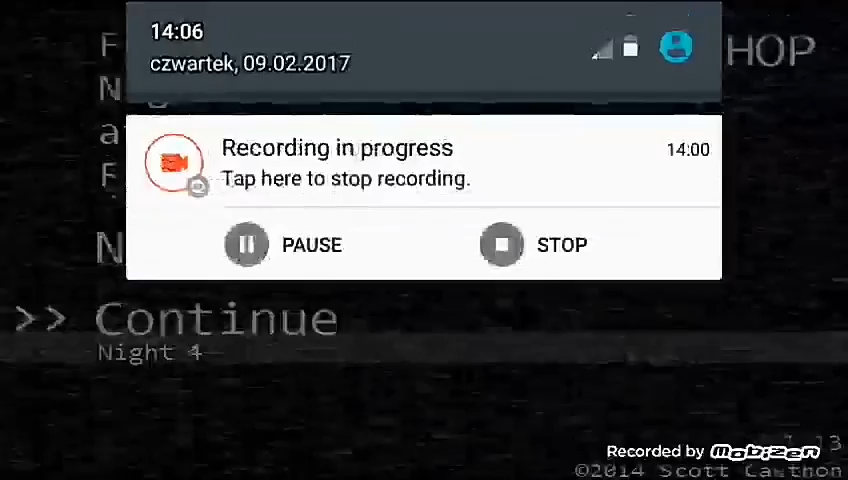 14:06
czwartek, 09.02.2017
HOP
Recording in progress
14:00
Tap here to stop recording.
PAUSE
STOP
>> Continue
Night 4
Recorded by Mobizen
©2014 Scott Cawthon